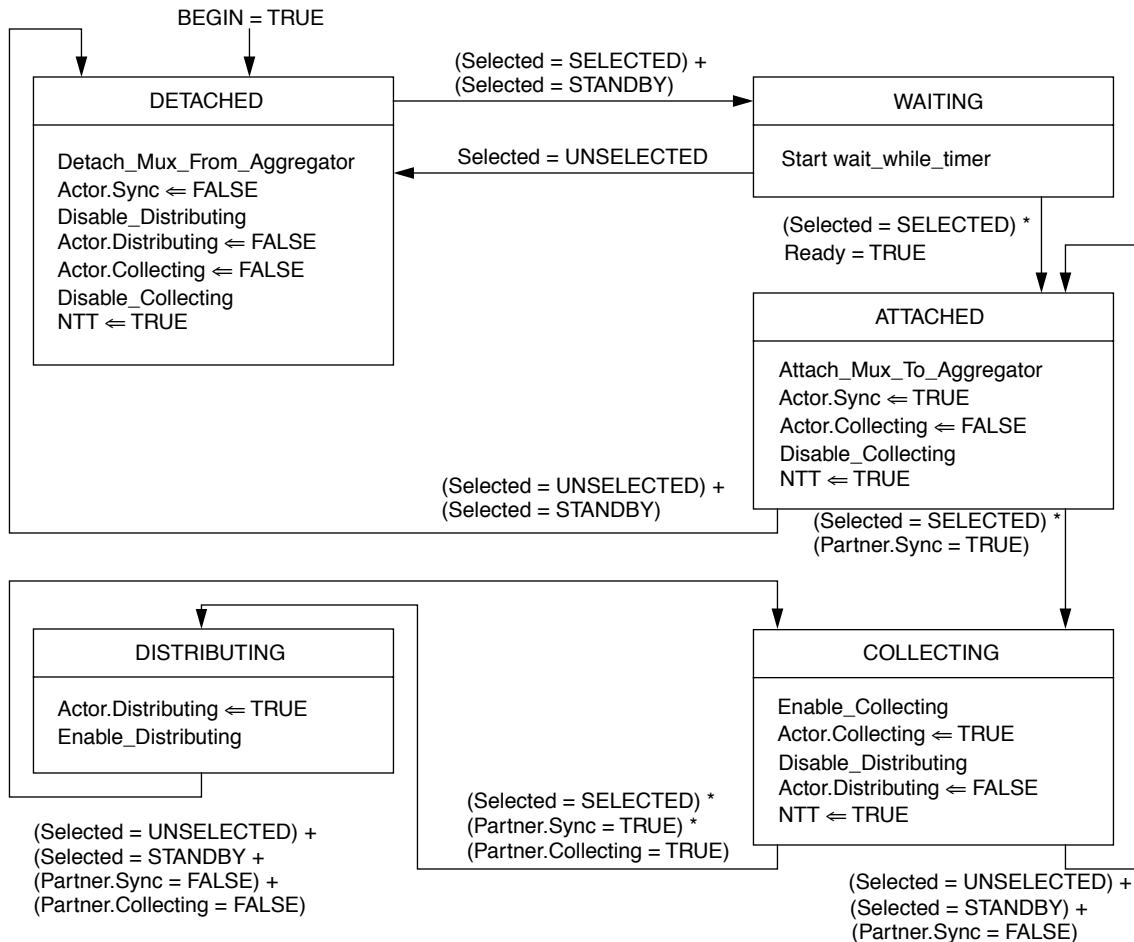 BEGIN = TRUE
DETACHED
Detach_Mux_From_Aggregator
Actor.Sync ⇐ FALSE
Disable_Distributing
Actor.Distributing ⇐ FALSE
Actor.Collecting ⇐ FALSE
Disable_Collecting
NTT ⇐ TRUE
(Selected = SELECTED) +
(Selected = STANDBY)
Selected = UNSELECTED
WAITING
Start wait_while_timer
(Selected = SELECTED) *
Ready = TRUE
ATTACHED
Attach_Mux_To_Aggregator
Actor.Sync ⇐ TRUE
Actor.Collecting ⇐ FALSE
Disable_Collecting
NTT ⇐ TRUE
(Selected = UNSELECTED) +
(Selected = STANDBY)
(Selected = SELECTED) *
(Partner.Sync = TRUE)
DISTRIBUTING
Actor.Distributing ⇐ TRUE
Enable_Distributing
(Selected = UNSELECTED) +
(Selected = STANDBY +
(Partner.Sync = FALSE) +
(Partner.Collecting = FALSE)
COLLECTING
Enable_Collecting
Actor.Collecting ⇐ TRUE
Disable_Distributing
Actor.Distributing ⇐ FALSE
NTT ⇐ TRUE
(Selected = SELECTED) *
(Partner.Sync = TRUE) *
(Partner.Collecting = TRUE)
(Selected = UNSELECTED) +
(Selected = STANDBY) +
(Partner.Sync = FALSE)